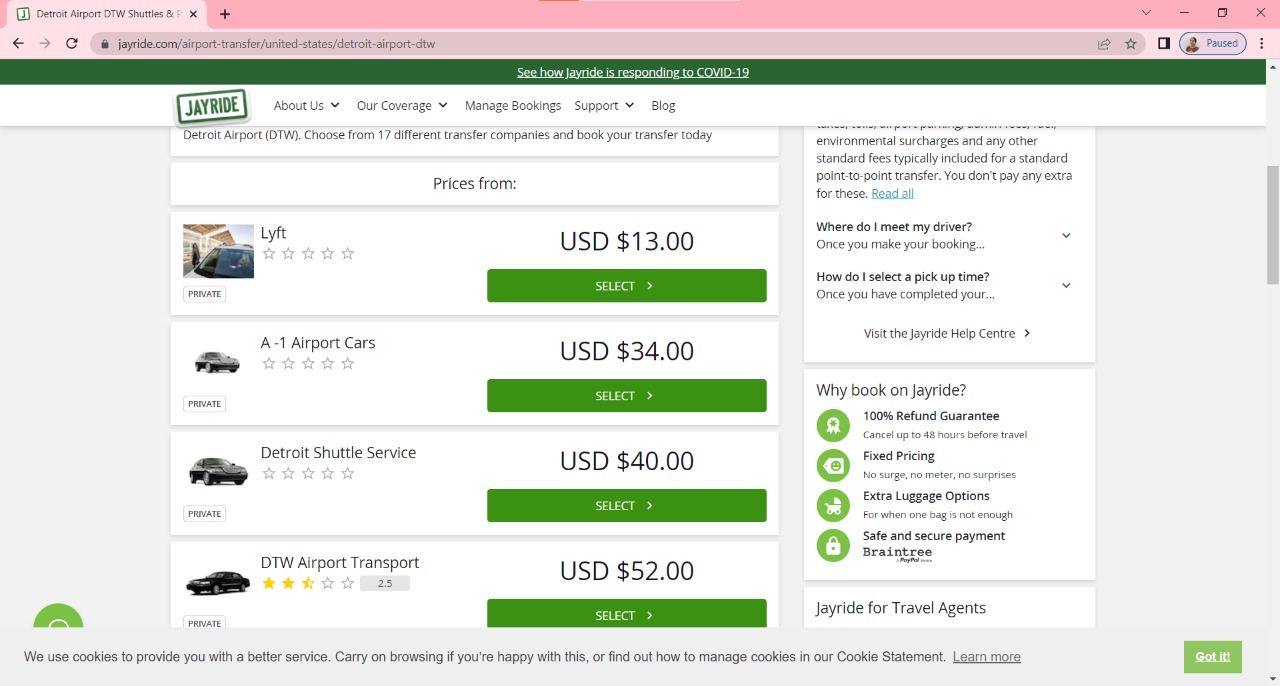 Detroit Airport DTW Shuttles & P
jayride.com/airport-transfer/united-states/detroit-airport-dtw
Paused
See how Jayride is responding to COVID-19
JAYRIDE
About Us
Our Coverage
Manage Bookings
Support
Blog
Detroit Airport (DTW). Choose from 17 different transfer companies and book your transfer today
Prices from:
Lyft
USD $13.00
SELECT
PRIVATE
A -1 Airport Cars
USD $34.00
SELECT
PRIVATE
Detroit Shuttle Service
USD $40.00
SELECT
PRIVATE
DTW Airport Transport
2.5
USD $52.00
SELECT
PRIVATE
taxes, tolls, airport parking, admin fees, fuel,
environmental surcharges and any other
standard fees typically included for a standard
point-to-point transfer. You don't pay any extra
for these. Read all
Where do I meet my driver?
Once you make your booking...
How do I select a pick up time?
Once you have completed your...
Visit the Jayride Help Centre
Why book on Jayride?
100% Refund Guarantee
Cancel up to 48 hours before travel
Fixed Pricing
No surge, no meter, no surprises
Extra Luggage Options
For when one bag is not enough
Safe and secure payment
Braintree
A PayPal Service
Jayride for Travel Agents
We use cookies to provide you with a better service. Carry on browsing if you're happy with this, or find out how to manage cookies in our Cookie Statement. Learn more
Got it!